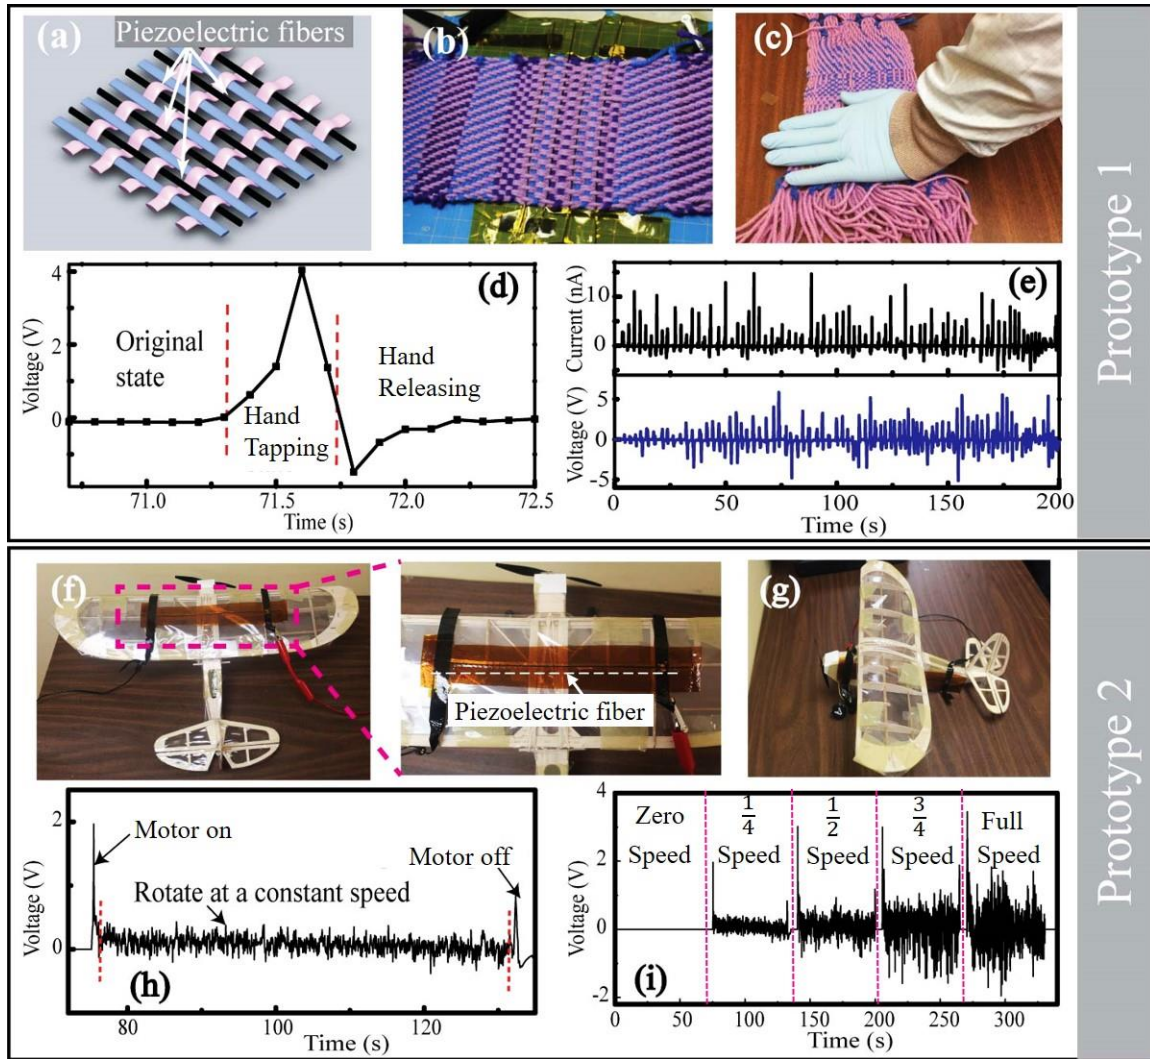 (a)
Piezoelectric fibers
(b)
(c)
Prototype 1
(d)
4
2
0
Voltage (V)
Original
state
Hand
Tapping
Hand
Releasing
71.0
71.5
72.0
72.5
Time (s)
(e)
10
0
Current (nA)
5
0
-5
Voltage (V)
0
50
100
150
200
Time (s)
(f)
Piezoelectric fiber
(g)
Prototype 2
2
0
Voltage (V)
Motor on
Motor off
Rotate at a constant speed
(h)
80
100
120
Time (s)
4
2
0
-2
Voltage (V)
Zero
Speed
1/4
Speed
1/2
Speed
3/4
Speed
Full
Speed
(i)
0
50
100
150
200
250
300
Time (s)